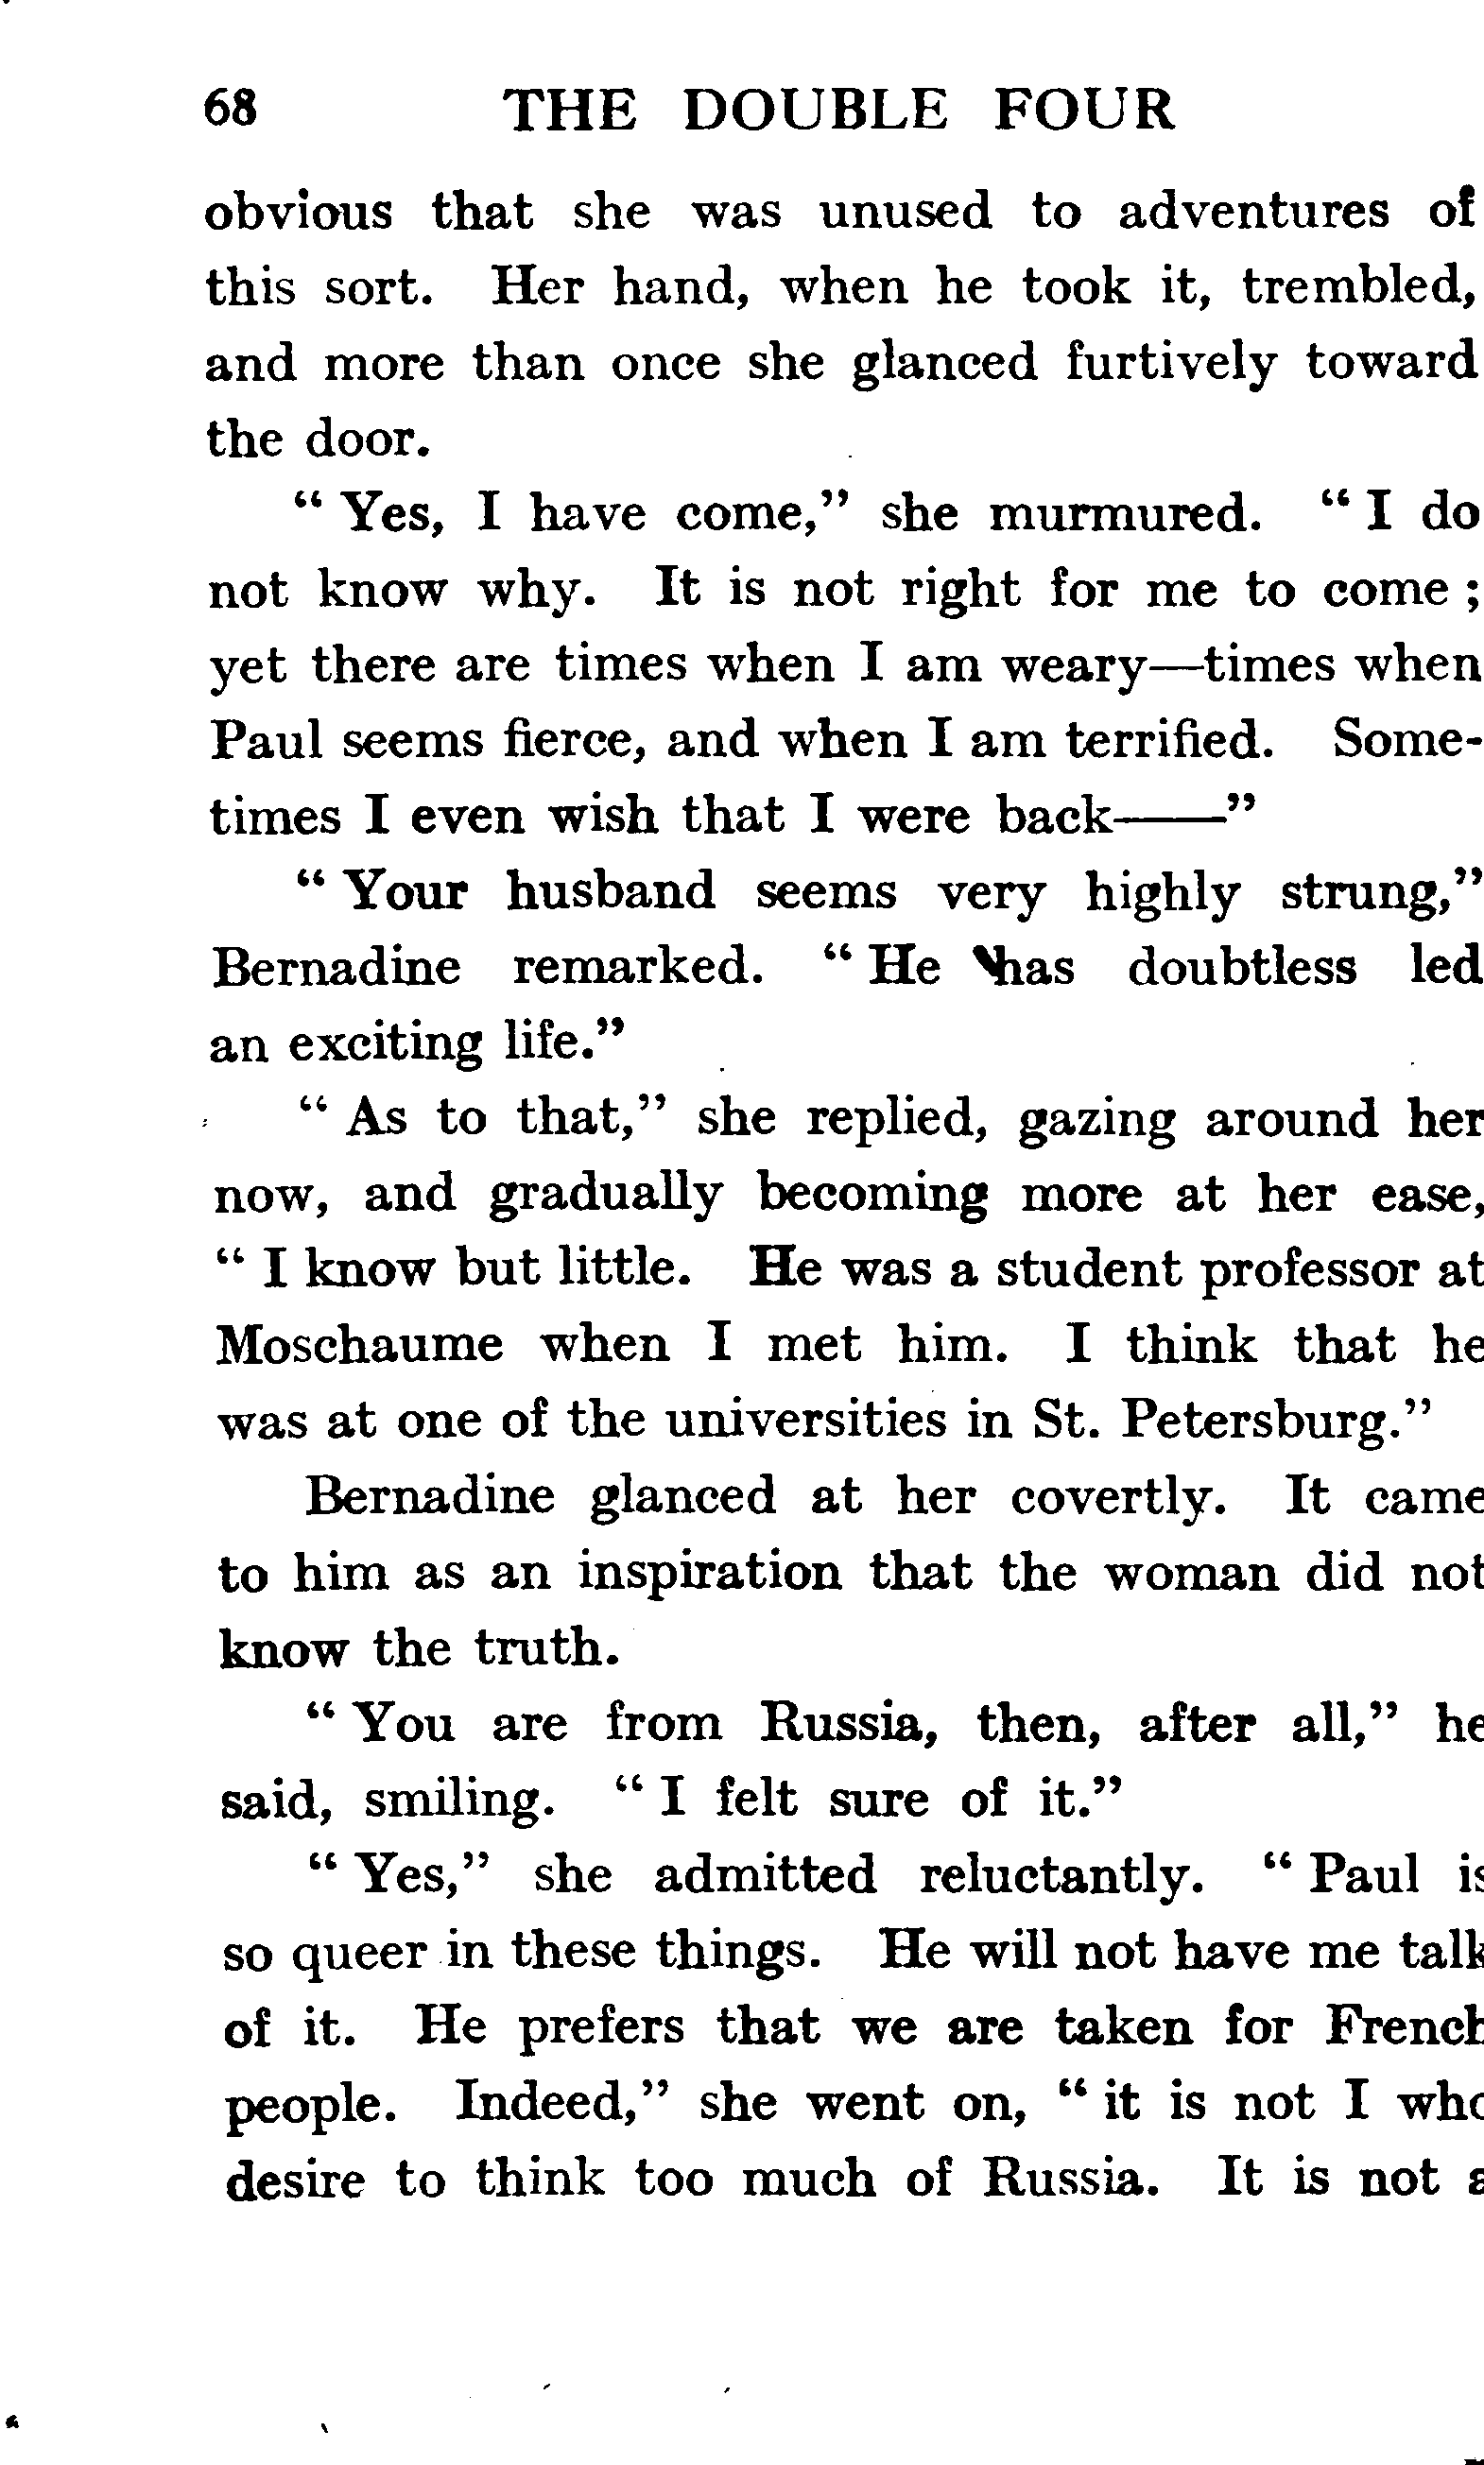 68 THE DOUBLE FOUR
obvious that she was unused to adventures of
this sort. Her hand, when he took it, trembled,
and more than once she glanced furtively toward
the door.
“ Yes, I have come,” she murmured. “ I do
not know why. It is not right for me to come ;
yet there are times when I am weary—times when
Paul seems fierce, and when I am terrified. Some-
times I even wish that I were back——”
“ Your husband seems very highly strung,”
Bernadine remarked. “ He has doubtless led
an exciting life.”
“ As to that,” she replied, gazing around her
now, and gradually becoming more at her ease,
“ I know but little. He was a student professor at
Moschaume when I met him. I think that he
was at one of the universities in St. Petersburg.”
Bernadine glanced at her covertly. It came
to him as an inspiration that the woman did not
know the truth.
“ You are from Russia, then, after all,” he
said, smiling. “ I felt sure of it.”
“ Yes,” she admitted reluctantly. “ Paul is
so queer in these things. He will not have me talk
of it. He prefers that we are taken for French
people. Indeed,” she went on, “ it is not I who
desire to think too much of Russia. It is not a